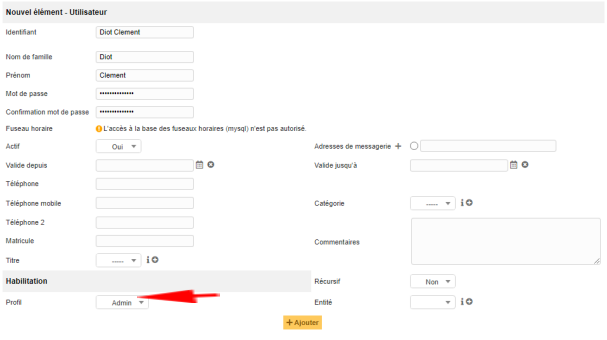 Nouvel élément - Utilisateur
Identifiant Diot Clement
Nom de famille Diot
Prénom Clement
Mot de passe ••••••••••••••
Confirmation mot de passe ••••••••••••••
Fuseau horaire L'accès à la base des fuseaux horaires (mysql) n'est pas autorisé.
Actif Oui Adresses de messagerie +
Valide depuis Valide jusqu'à
Téléphone
Téléphone mobile Catégorie -----
Téléphone 2
Matricule Commentaires
Titre -----
Habilitation Récursif Non
Profil Admin Entité
+ Ajouter